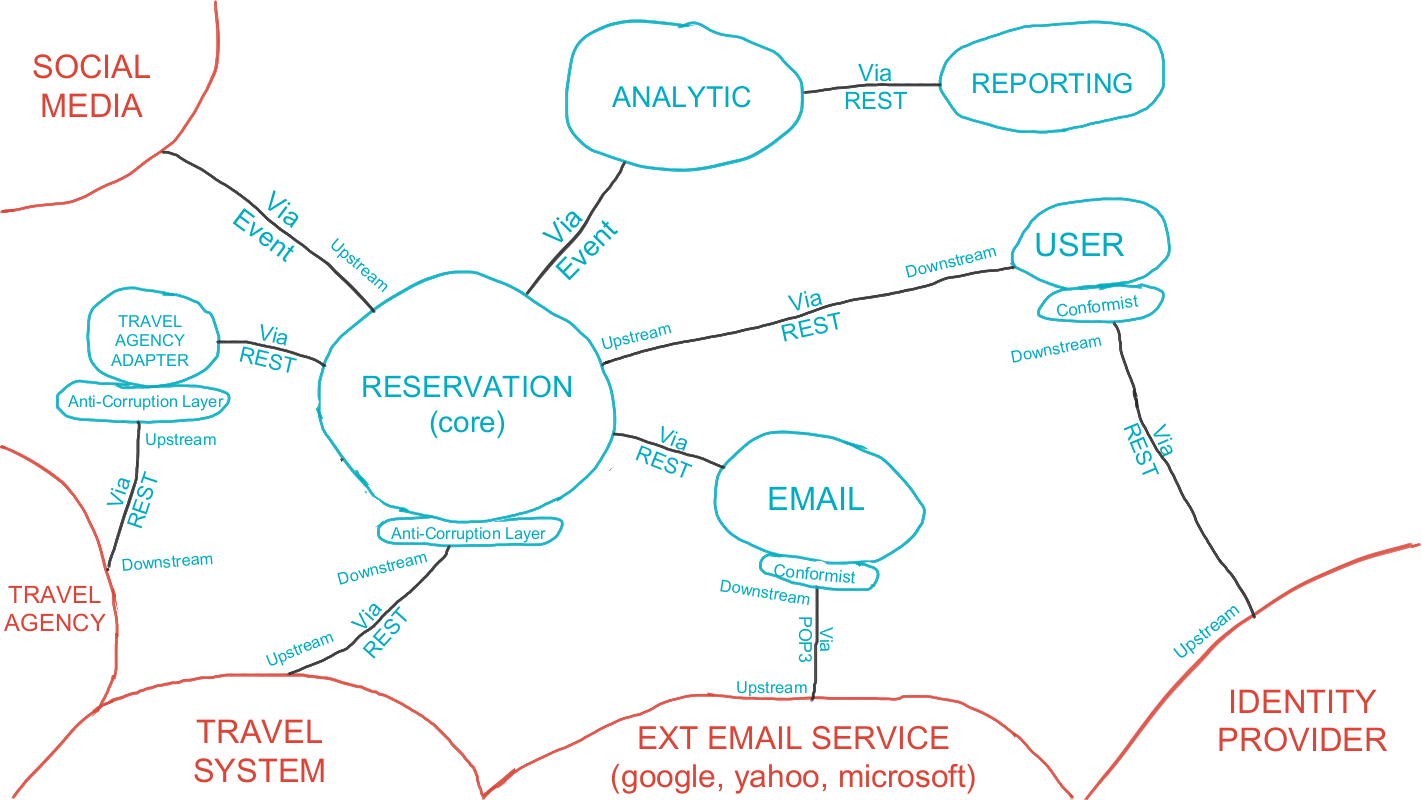 SOCIAL
MEDIA
ANALYTIC
Via
REST
REPORTING
Via
Event
Upstream
Via
Event
USER
Downstream
Conformist
Via
REST
Upstream
Downstream
TRAVEL
AGENCY
ADAPTER
Via
REST
Anti-Corruption Layer
Upstream
RESERVATION
(core)
Via
REST
EMAIL
Via
REST
Via
REST
Downstream
Anti-Corruption Layer
Downstream
Conformist
Downstream
TRAVEL
AGENCY
Via
REST
Upstream
Via
POP3
Upstream
Upstream
TRAVEL
SYSTEM
EXT EMAIL SERVICE
(google, yahoo, microsoft)
IDENTITY
PROVIDER